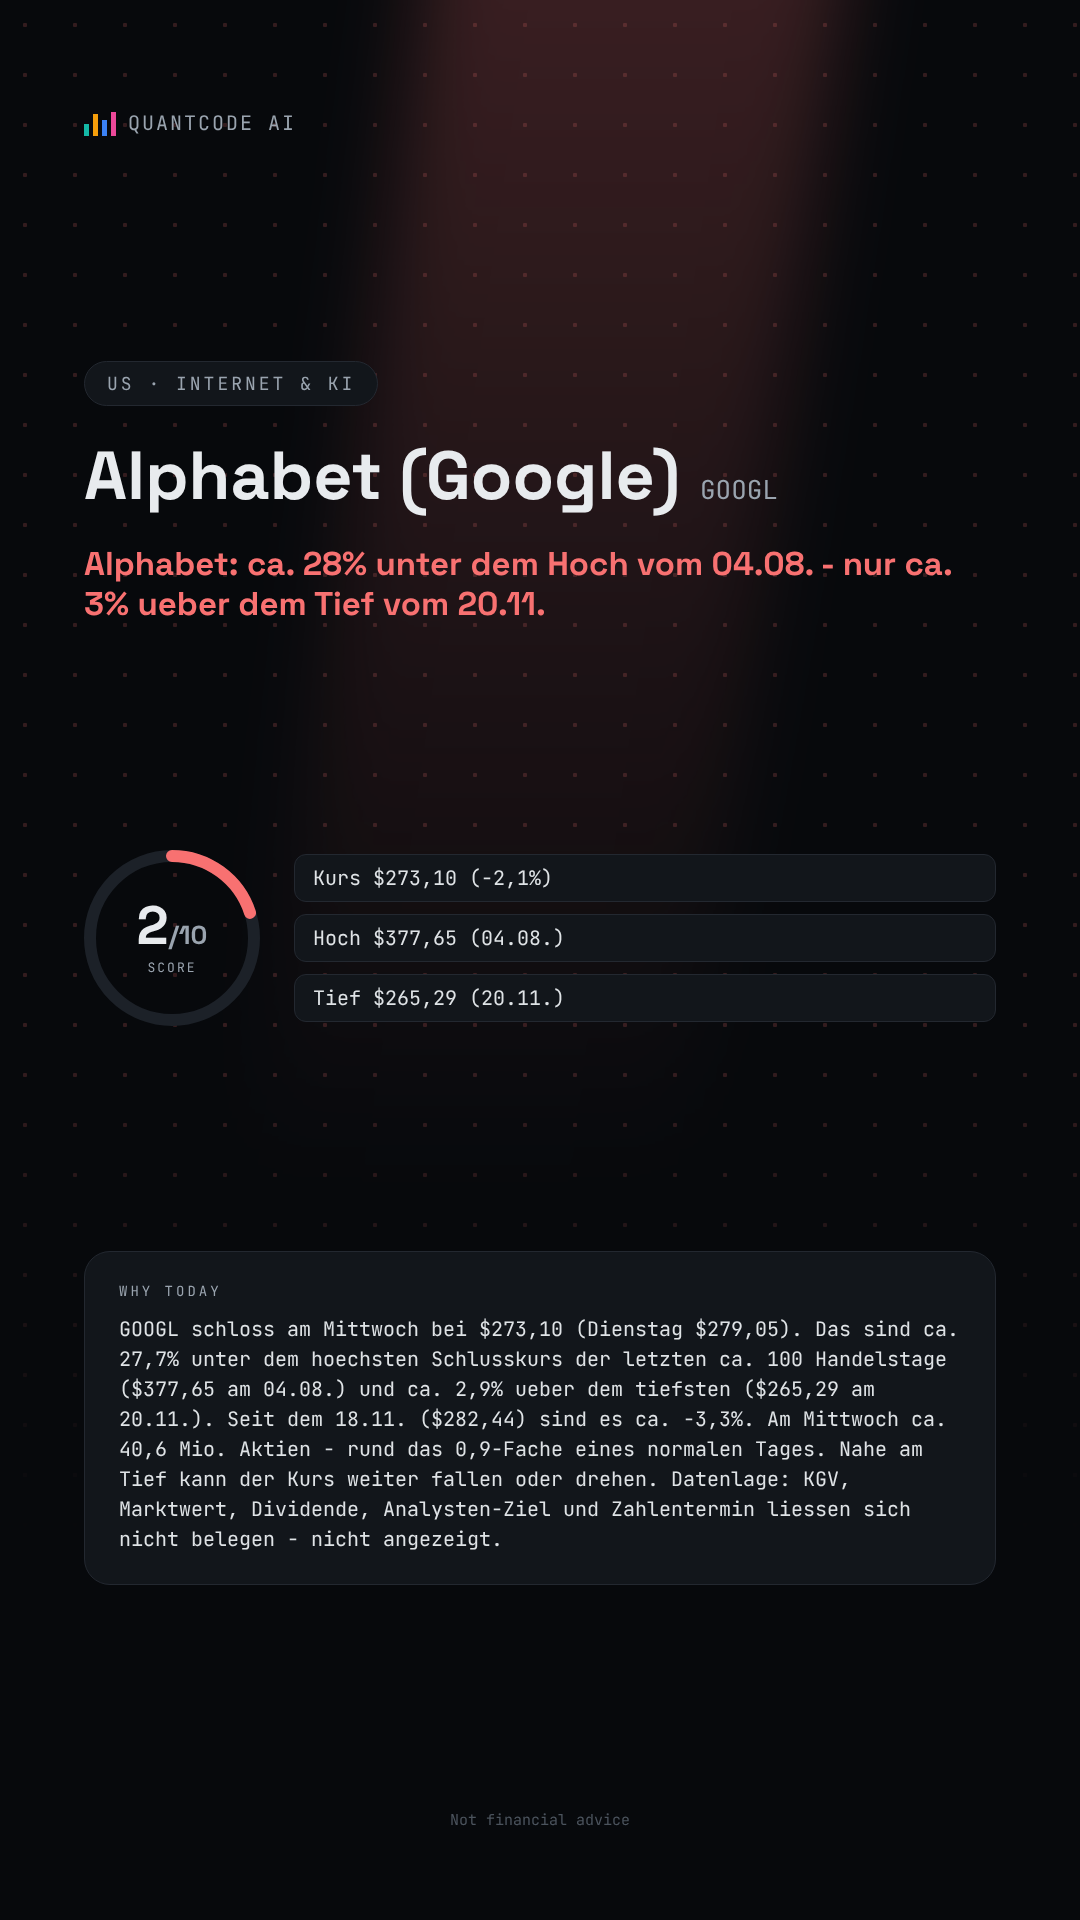 QUANTCODE AI
US · INTERNET & KI
Alphabet (Google) GOOGL
Alphabet: ca. 28% unter dem Hoch vom 04.08. - nur ca.
3% ueber dem Tief vom 20.11.
2/10
SCORE
Kurs $273,10 (-2,1%)
Hoch $377,65 (04.08.)
Tief $265,29 (20.11.)
WHY TODAY
GOOGL schloss am Mittwoch bei $273,10 (Dienstag $279,05). Das sind ca.
27,7% unter dem hoechsten Schlusskurs der letzten ca. 100 Handelstage
($377,65 am 04.08.) und ca. 2,9% ueber dem tiefsten ($265,29 am
20.11.). Seit dem 18.11. ($282,44) sind es ca. -3,3%. Am Mittwoch ca.
40,6 Mio. Aktien - rund das 0,9-Fache eines normalen Tages. Nahe am
Tief kann der Kurs weiter fallen oder drehen. Datenlage: KGV,
Marktwert, Dividende, Analysten-Ziel und Zahlentermin liessen sich
nicht belegen - nicht angezeigt.
Not financial advice